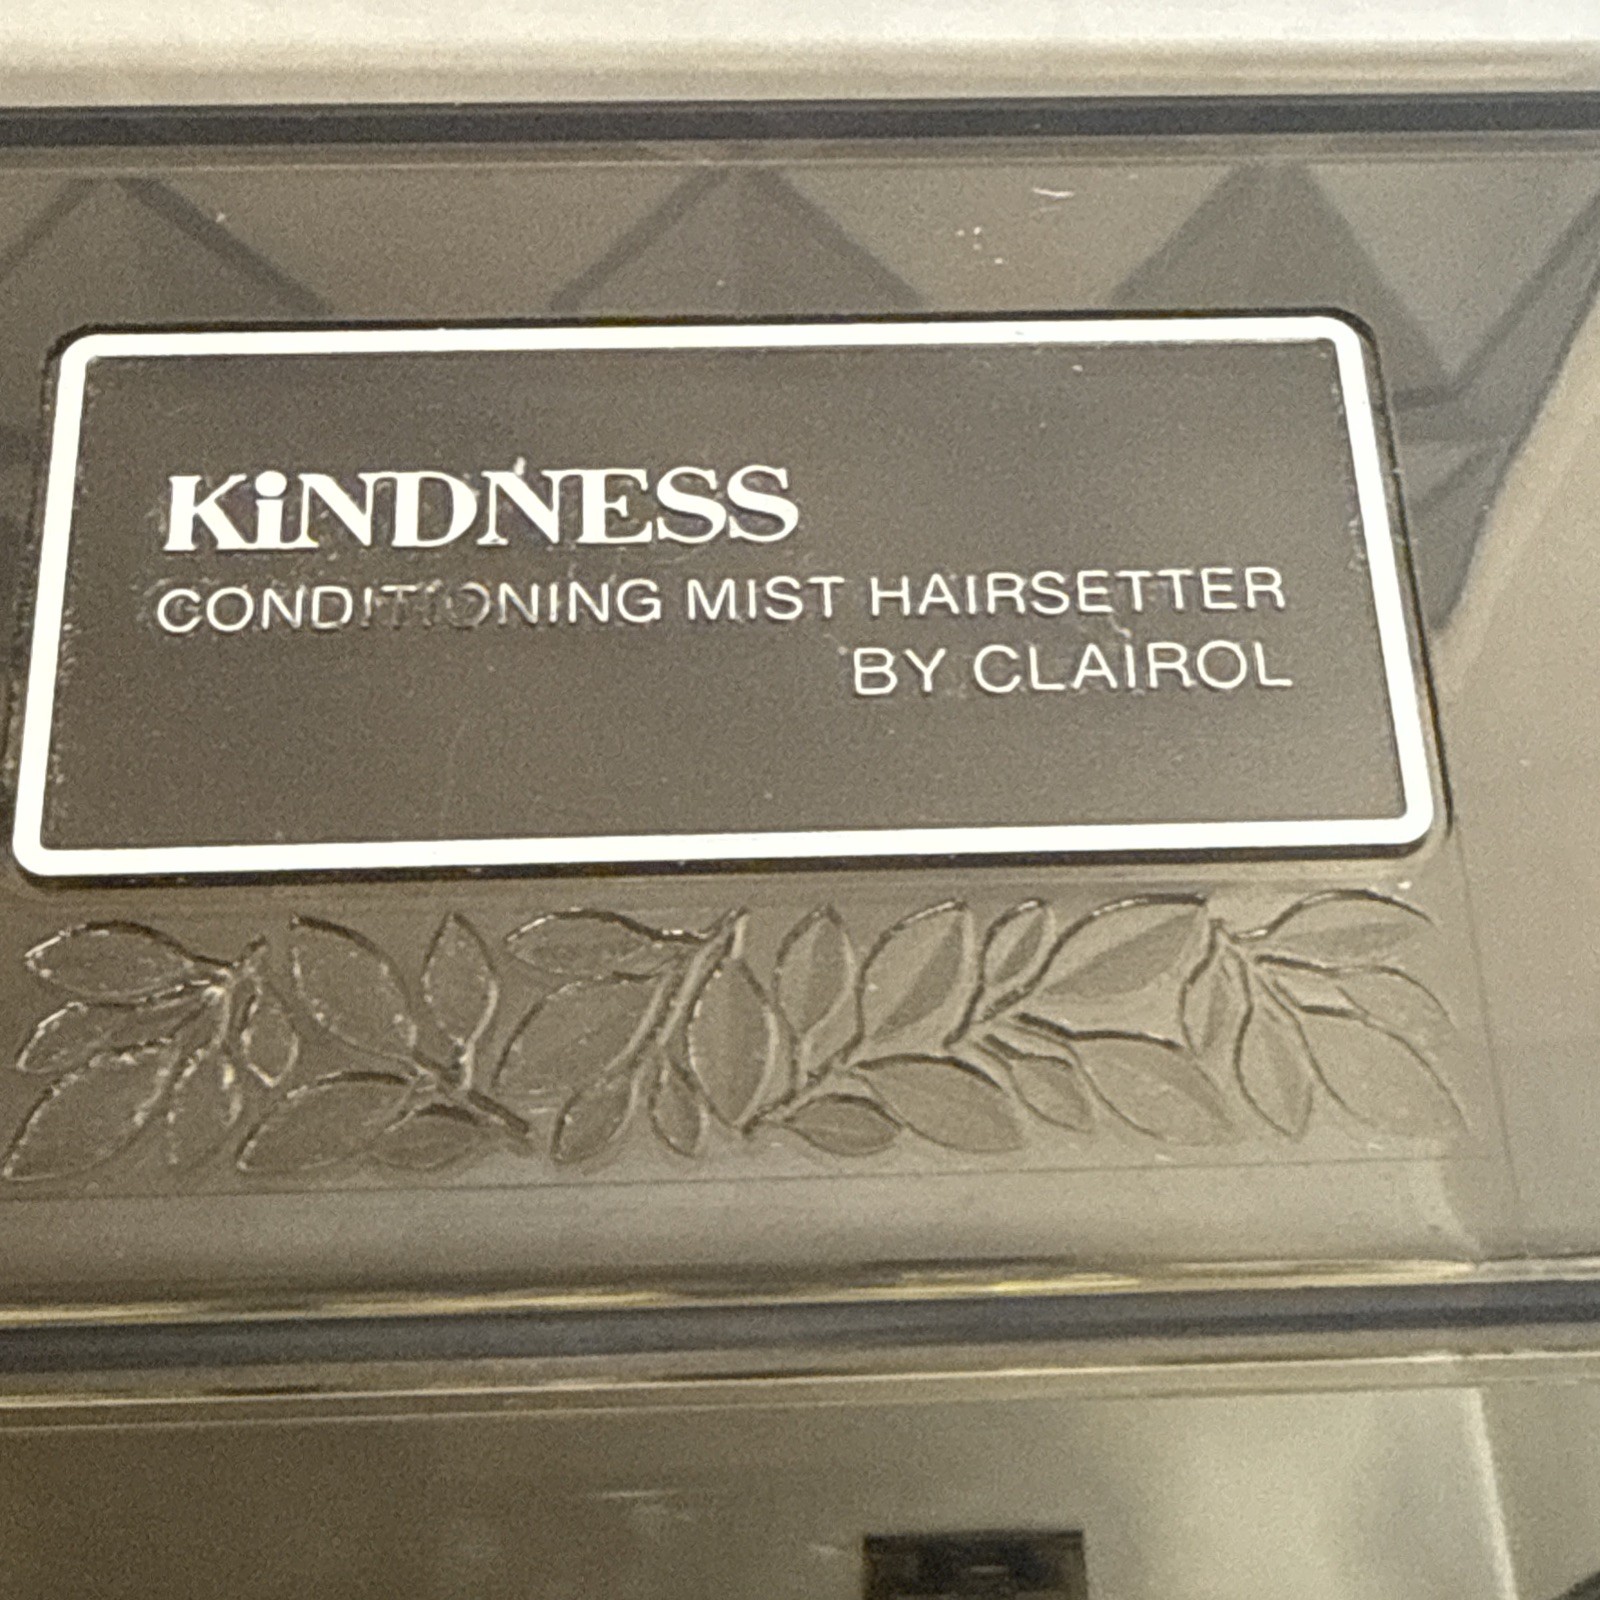 KiNDNESS
CONDITIONING MIST HAIRSETTER
BY CLAIROL